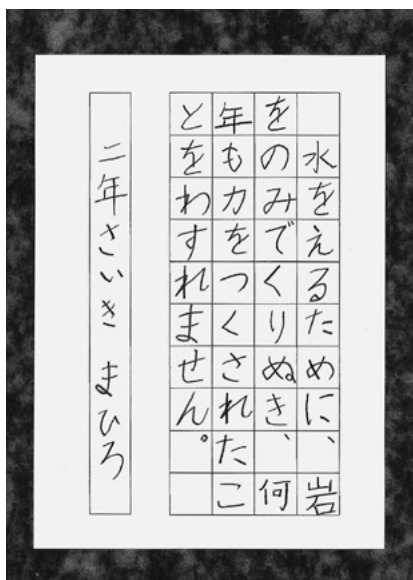 水をえるために、岩
をのみでくりぬき、何
年も力をつくされたこ
とをわすれません。
二年さいき まひろ